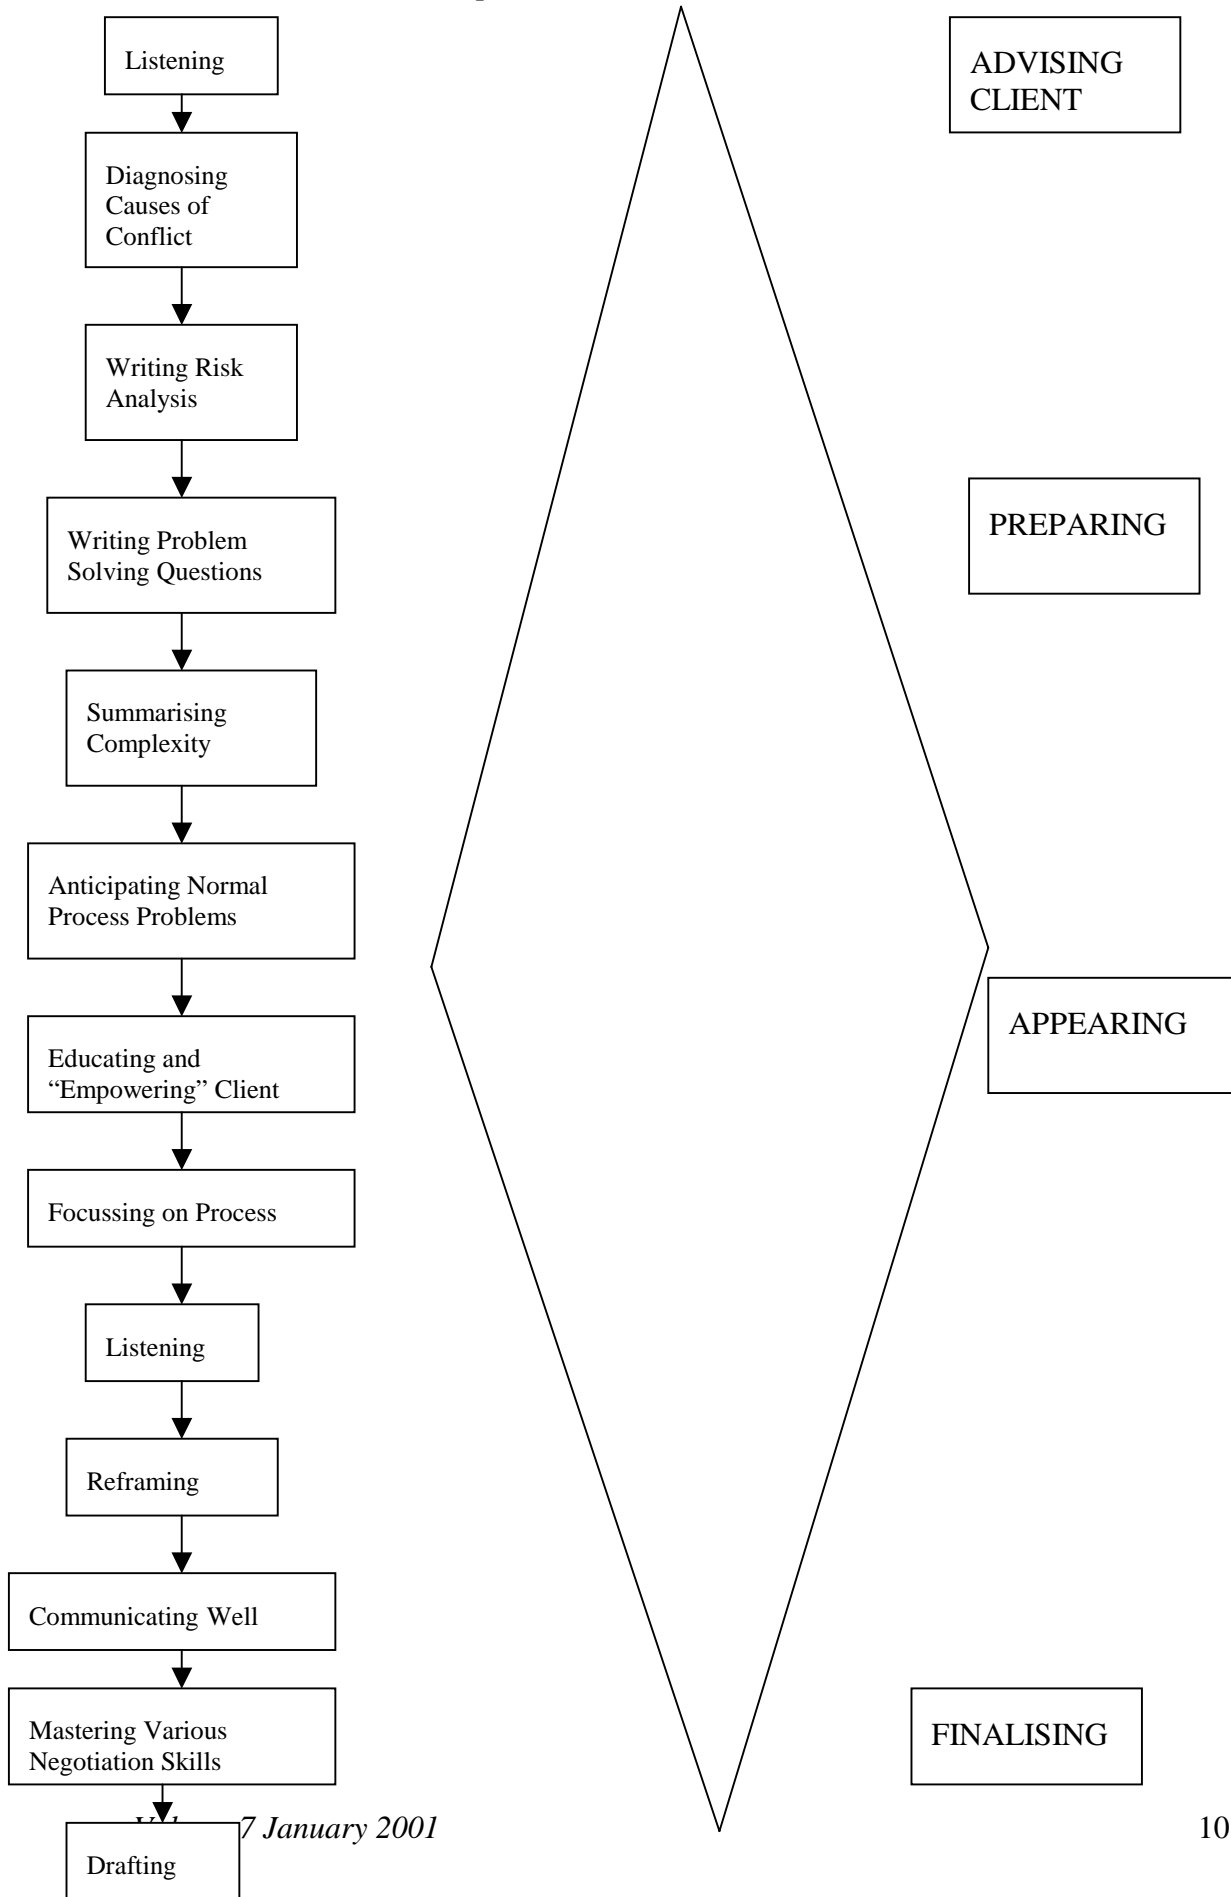 Listening
Diagnosing
Causes of
Conflict
Writing Risk
Analysis
Writing Problem
Solving Questions
Summarising
Complexity
Anticipating Normal
Process Problems
Educating and
“Empowering” Client
Focussing on Process
Listening
Reframing
Communicating Well
Mastering Various
Negotiation Skills
Drafting
ADVISING
CLIENT
PREPARING
APPEARING
FINALISING
7 January 2001
10